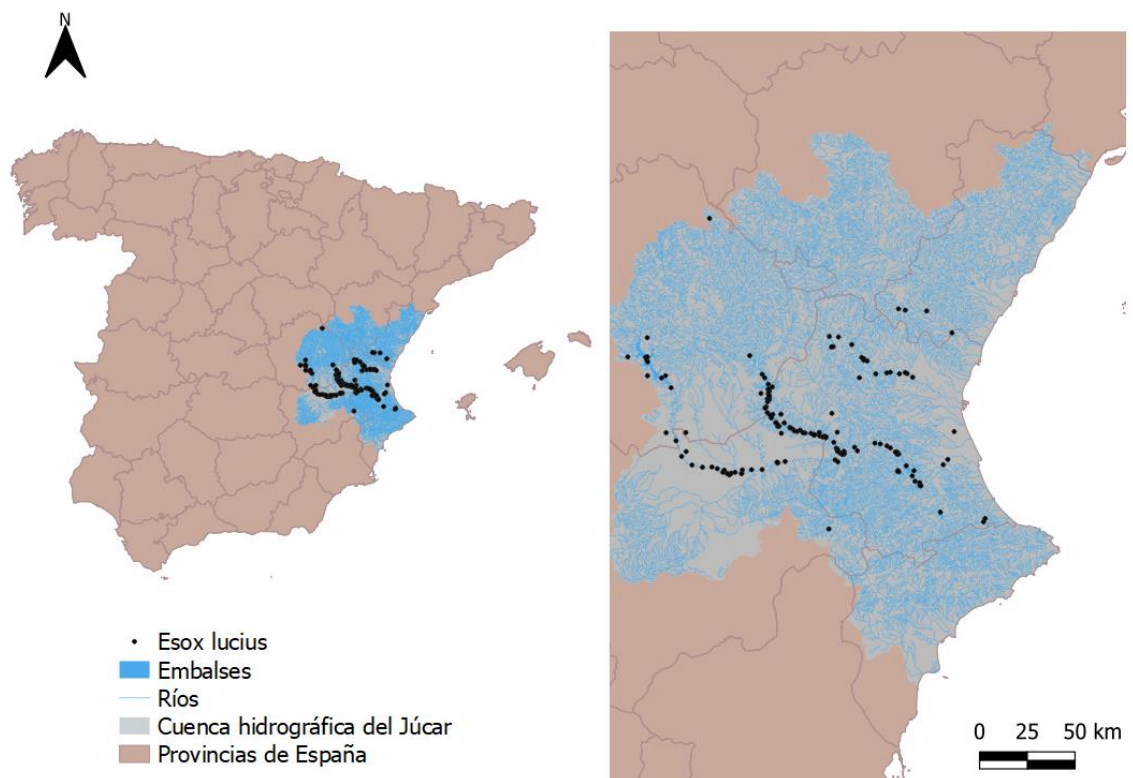 N
Esox lucius
Embalses
Ríos
Cuenca hidrográfica del Júcar
Provincias de España
0 25 50 km